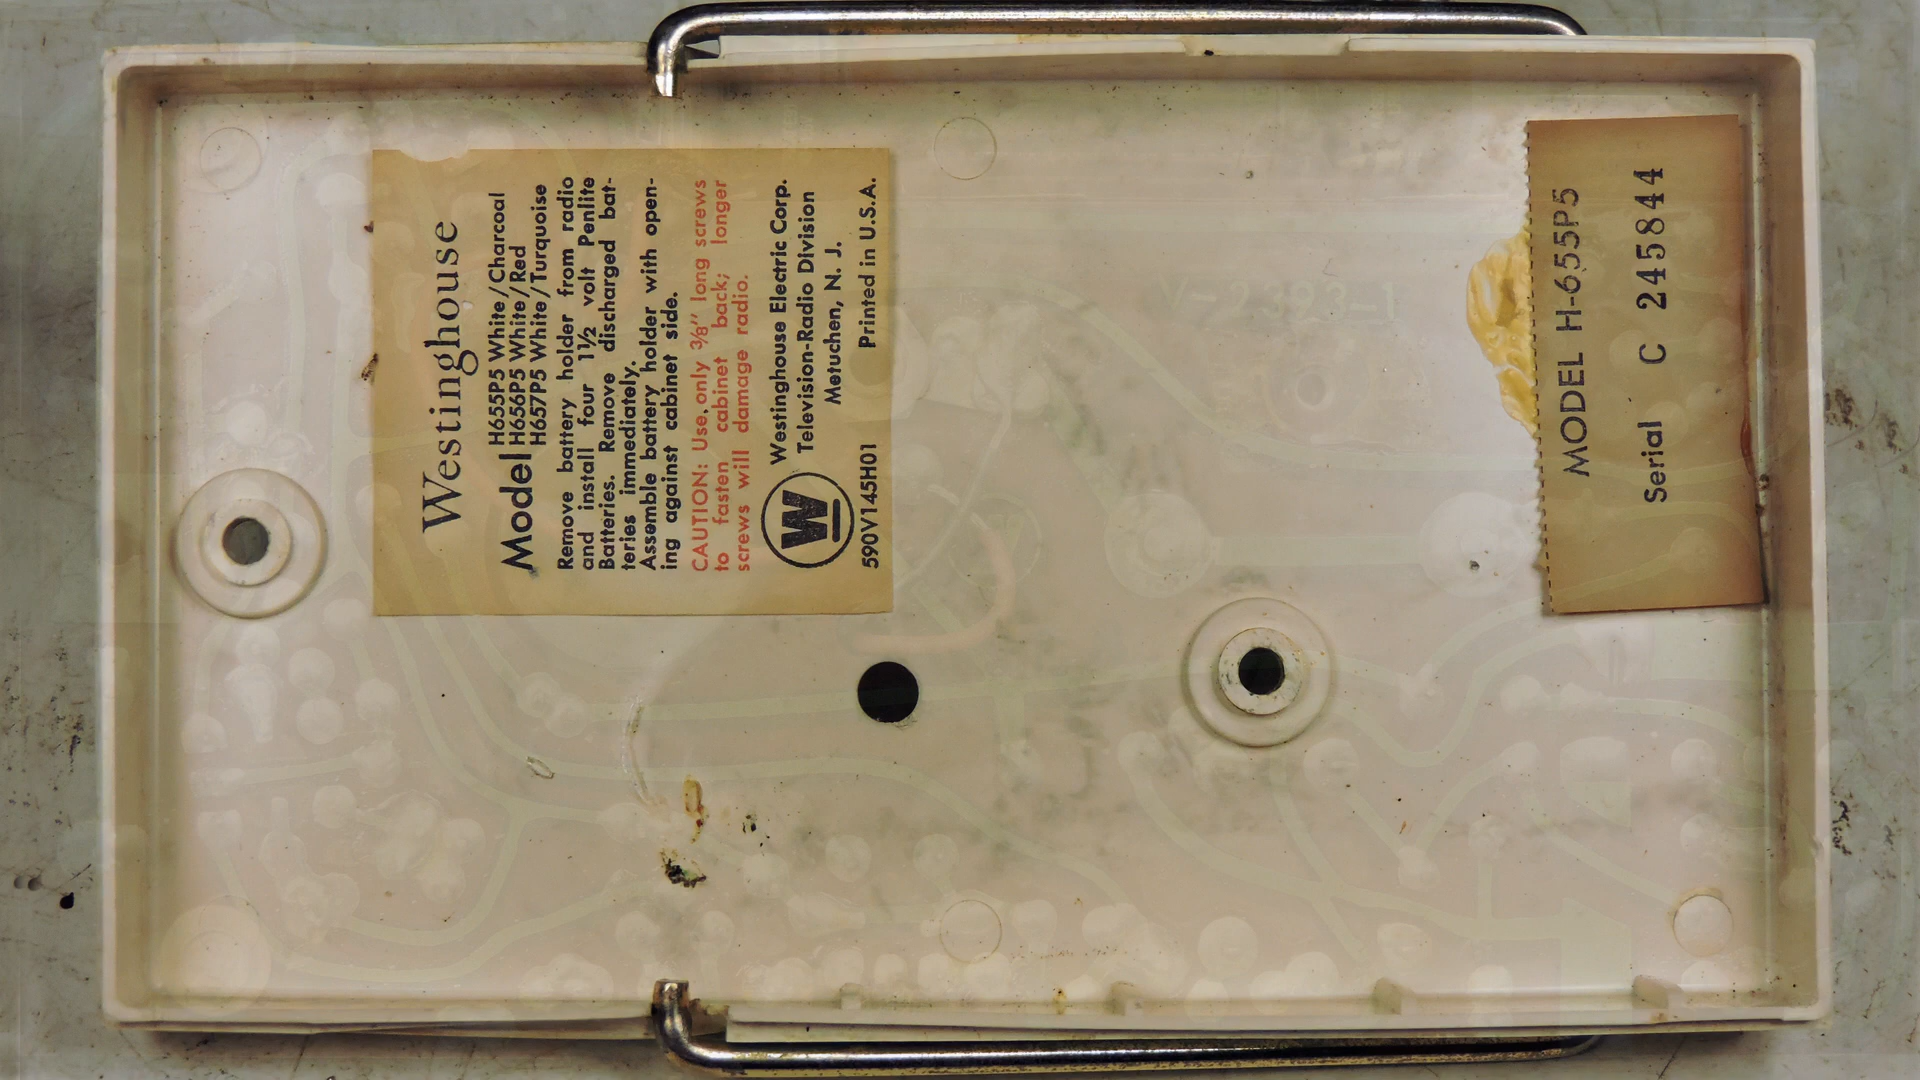 Westinghouse
Model H655P5 White/Charcoal
H656P5 White/Red
H657P5 White/Turquoise
Remove battery holder from radio
and install four 1½ volt Penlite
Batteries. Remove discharged bat-
teries immediately.
Assemble battery holder with open-
ing against cabinet side.
CAUTION: Use only 3/8" long screws
to fasten cabinet back; longer
screws will damage radio.
W Westinghouse Electric Corp.
Television-Radio Division
Metuchen, N. J.
590V145H01 Printed in U.S.A.
MODEL H-655P5
Serial C 245844
V-2393-1